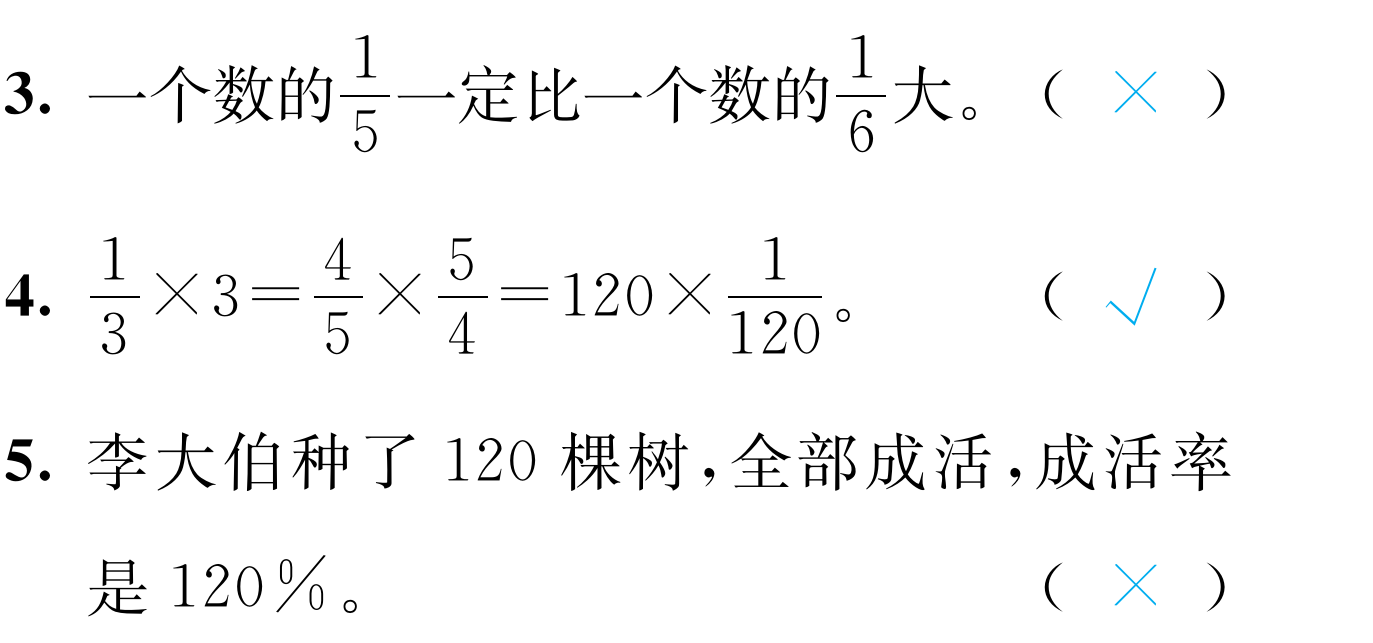 3. 一个数的1/5一定比一个数的1/6大。 ( × )
4. 1/3×3=4/5×5/4=120×1/120。 ( √ )
5. 李大伯种了 120 棵树,全部成活,成活率
是 120%。 ( × )